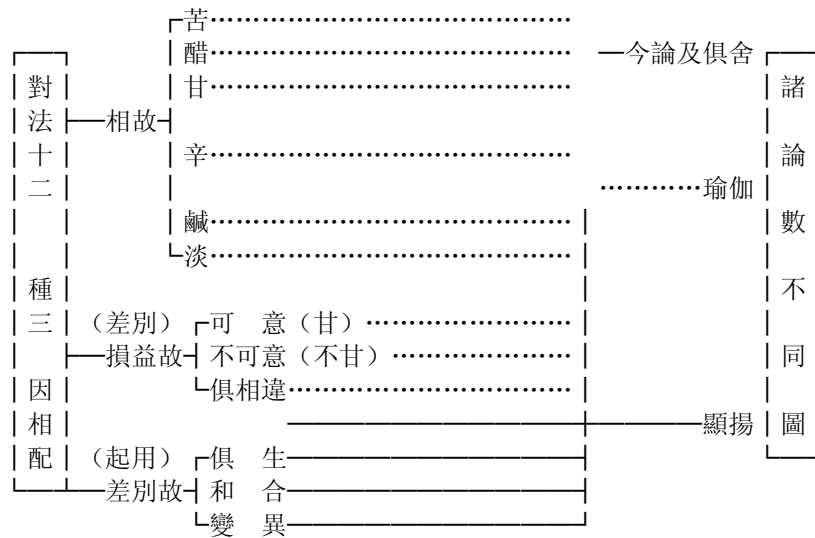 對法十二種三因相配
相故
苦
醋
甘
辛
鹹
淡
(差別)
損益故
可意(甘)
不可意(不甘)
俱相違
(起用)
差別故
俱生
和合
變異
今論及俱舍
瑜伽
顯揚
諸論數不同圖